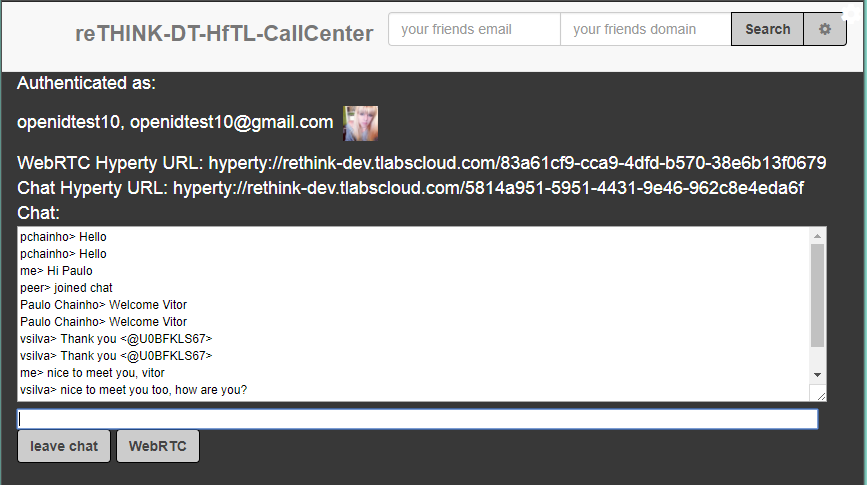 reTHINK-DT-HfTL-CallCenter your friends email your friends domain Search
Authenticated as:
openidtest10, openidtest10@gmail.com
WebRTC Hyperty URL: hyperty://rethink-dev.tlabscloud.com/83a61cf9-cca9-4dfd-b570-38e6b13f0679
Chat Hyperty URL: hyperty://rethink-dev.tlabscloud.com/5814a951-5951-4431-9e46-962c8e4eda6f
Chat:
pchainho> Hello
pchainho> Hello
me> Hi Paulo
peer> joined chat
Paulo Chainho> Welcome Vitor
Paulo Chainho> Welcome Vitor
vsilva> Thank you <@U0BFKLS67>
vsilva> Thank you <@U0BFKLS67>
me> nice to meet you, vitor
vsilva> nice to meet you too, how are you?
leave chat WebRTC